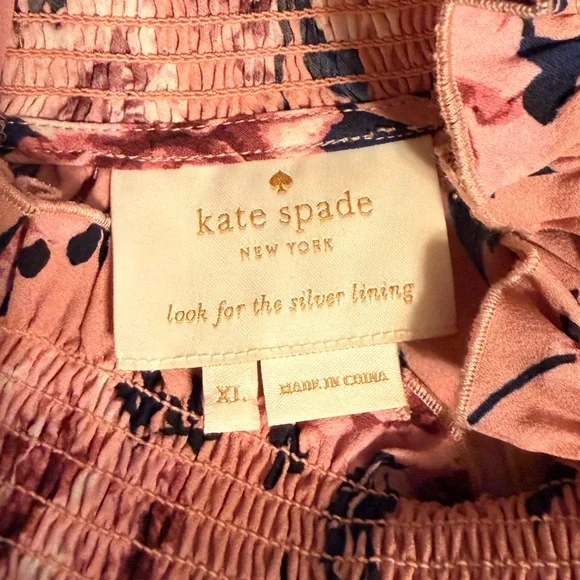 kate spade
NEW YORK
look for the silver lining
XL
MADE IN CHINA